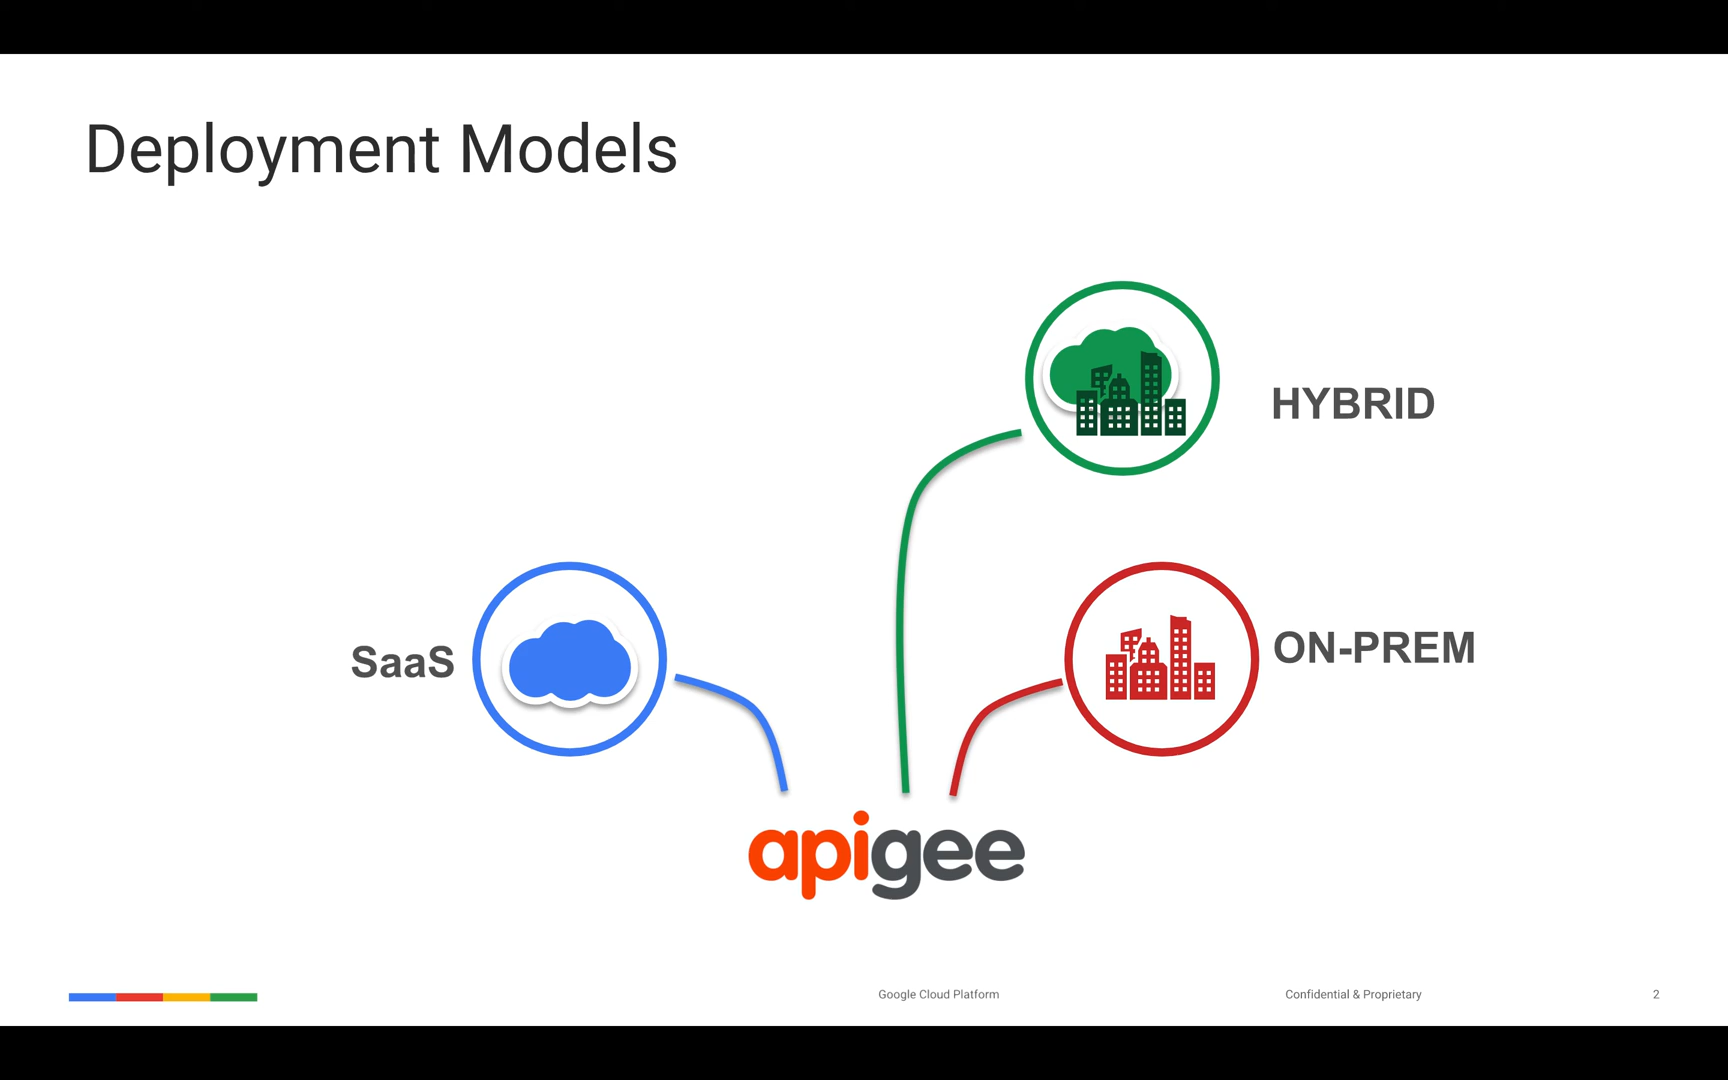 Deployment Models
HYBRID
SaaS
ON-PREM
apigee
Google Cloud Platform
Confidential & Proprietary
2